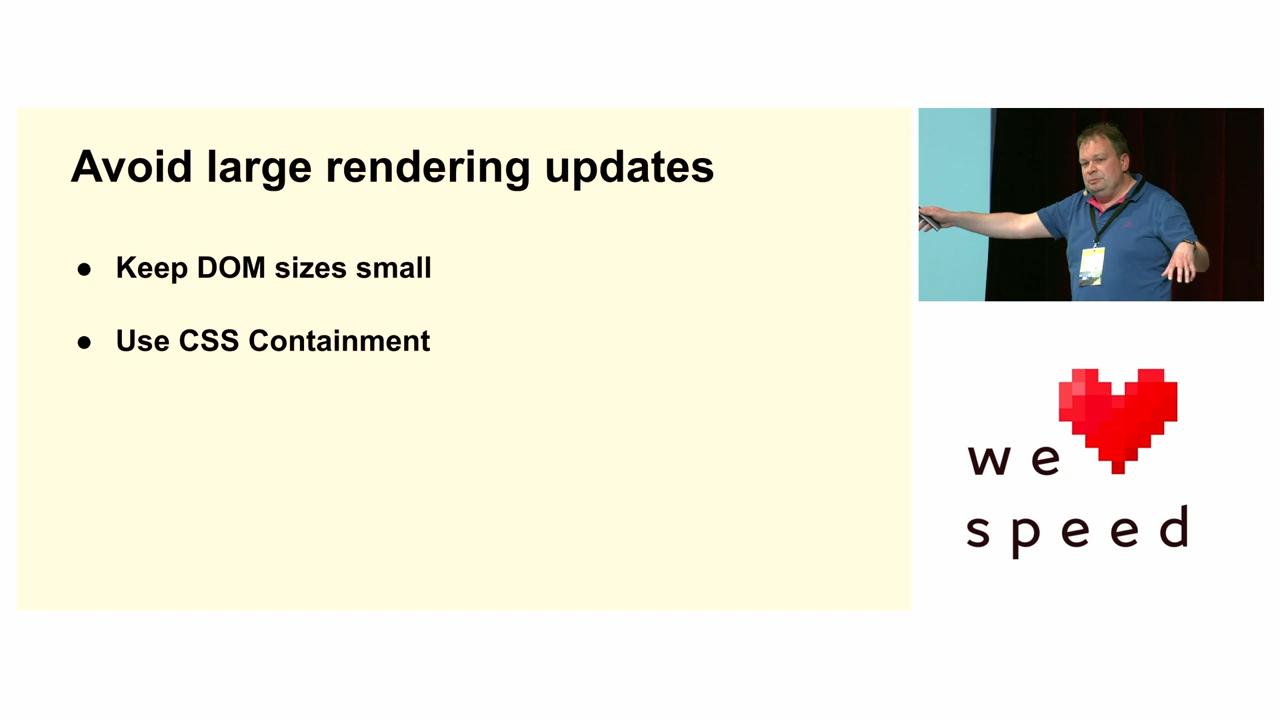 Avoid large rendering updates
● Keep DOM sizes small
● Use CSS Containment
we
speed